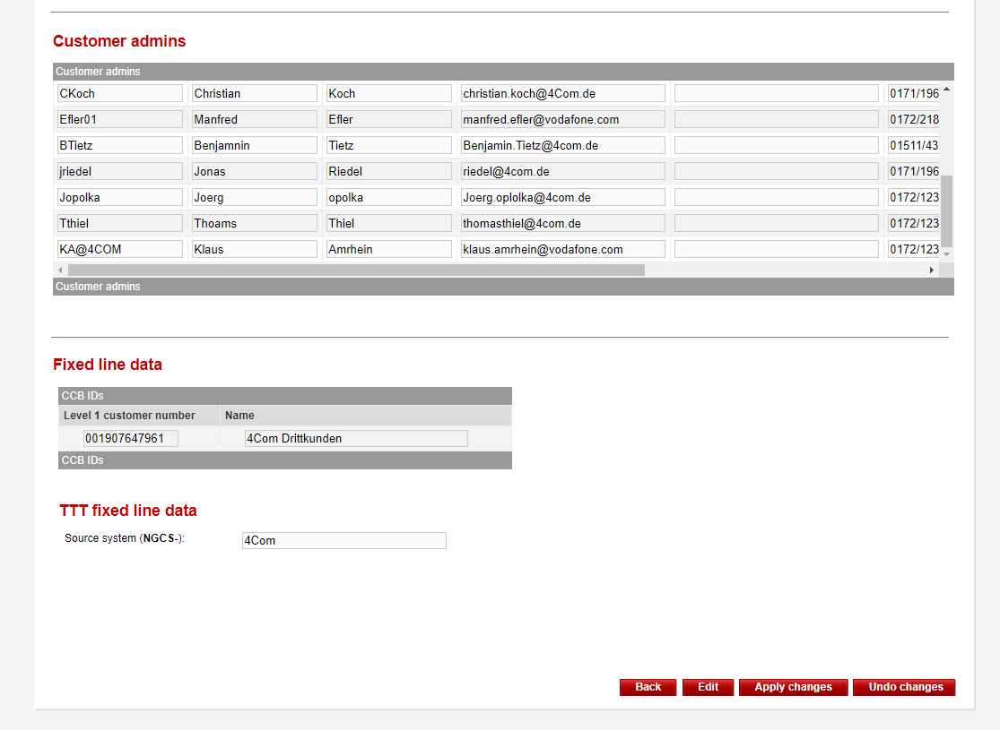 Customer admins
Customer admins
CKoch Christian Koch christian.koch@4Com.de 0171/196
Efler01 Manfred Efler manfred.efler@vodafone.com 0172/218
BTietz Benjamnin Tietz Benjamin.Tietz@4com.de 01511/43
jriedel Jonas Riedel riedel@4com.de 0171/196
Jopolka Joerg opolka Joerg.oplolka@4com.de 0172/123
Tthiel Thoams Thiel thomasthiel@4com.de 0172/123
KA@4COM Klaus Amrhein klaus.amrhein@vodafone.com 0172/123
Customer admins
Fixed line data
CCB IDs
Level 1 customer number Name
001907647961 4Com Drittkunden
CCB IDs
TTT fixed line data
Source system (NGCS-): 4Com
Back Edit Apply changes Undo changes